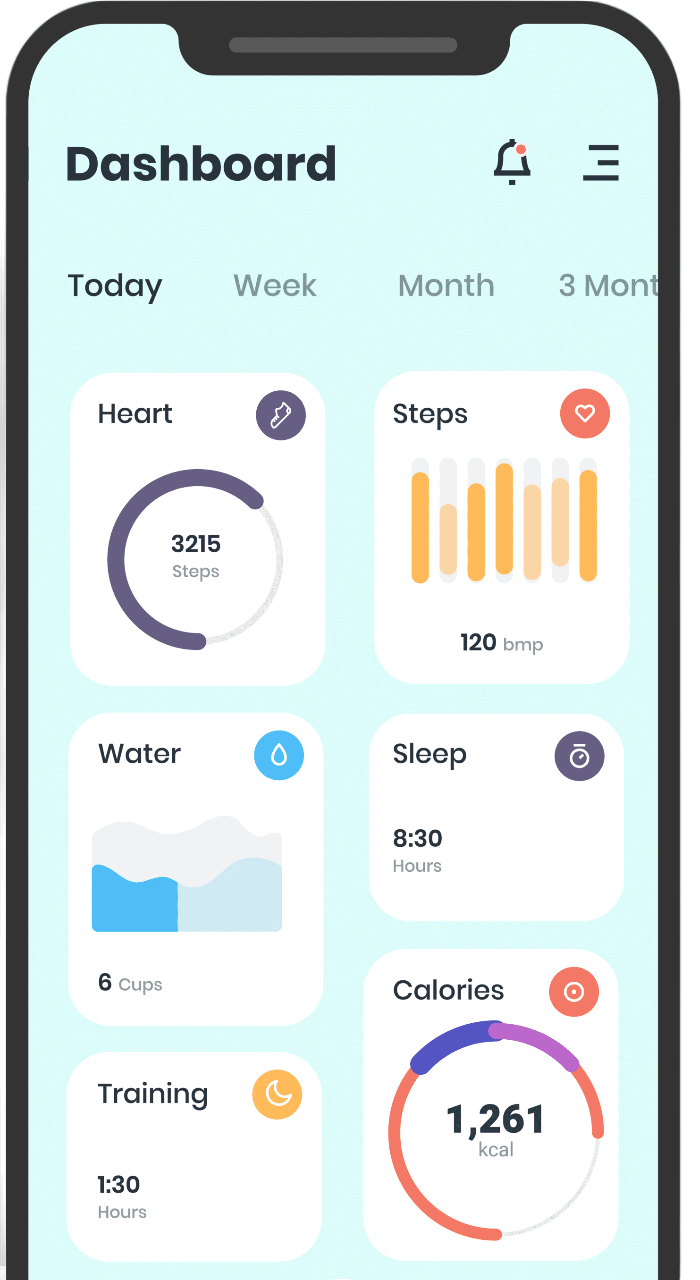 Dashboard
Today Week Month 3 Mont
Heart
3215
Steps
Steps
120 bmp
Water
6 Cups
Sleep
8:30
Hours
Training
1:30
Hours
Calories
1,261
kcal